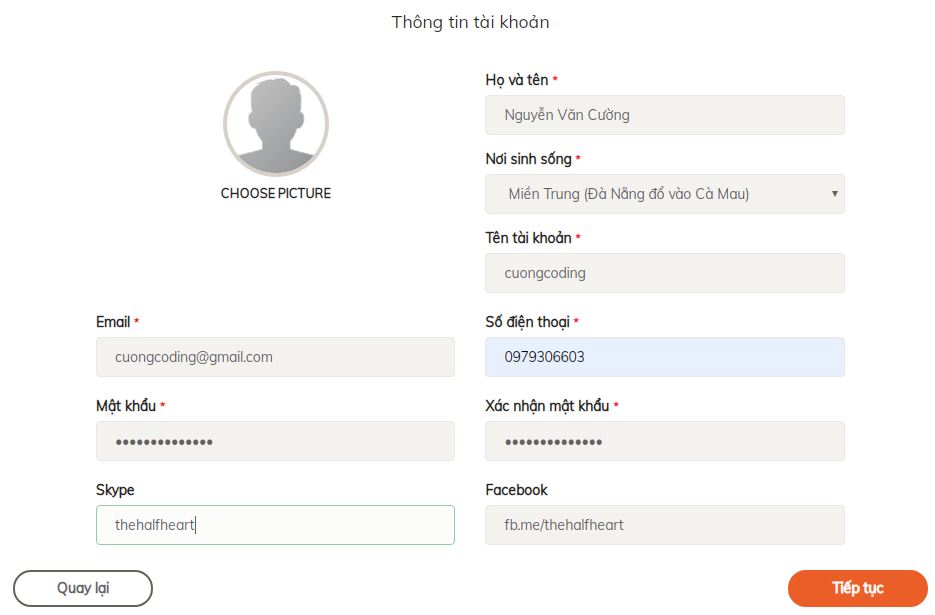 Thông tin tài khoản
CHOOSE PICTURE
Họ và tên *
Nguyễn Văn Cường
Nơi sinh sống *
Miền Trung (Đà Nẵng đổ vào Cà Mau)
Tên tài khoản *
cuongcoding
Email *
cuongcoding@gmail.com
Số điện thoại *
0979306603
Mật khẩu *
••••••••••••••
Xác nhận mật khẩu *
••••••••••••••
Skype
thehalfheart
Facebook
fb.me/thehalfheart
Quay lại
Tiếp tục